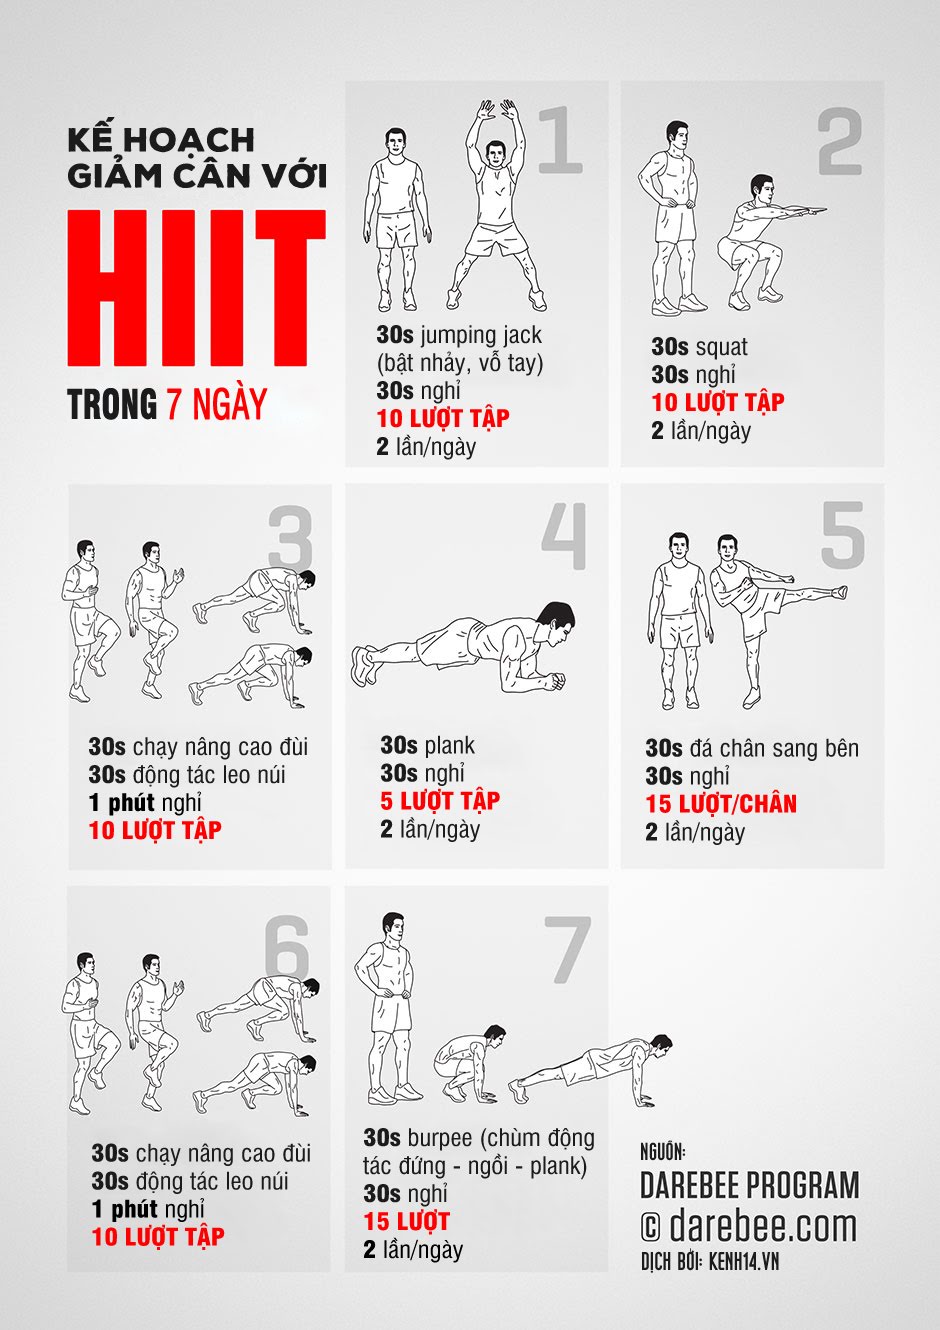 KẾ HOẠCH
GIẢM CÂN VỚI
HIIT
TRONG 7 NGÀY
1
30s jumping jack
(bật nhảy, vỗ tay)
30s nghỉ
10 LƯỢT TẬP
2 lần/ngày
2
30s squat
30s nghỉ
10 LƯỢT TẬP
2 lần/ngày
3
30s chạy nâng cao đùi
30s động tác leo núi
1 phút nghỉ
10 LƯỢT TẬP
4
30s plank
30s nghỉ
5 LƯỢT TẬP
2 lần/ngày
5
30s đá chân sang bên
30s nghỉ
15 LƯỢT/CHÂN
2 lần/ngày
6
30s chạy nâng cao đùi
30s động tác leo núi
1 phút nghỉ
10 LƯỢT TẬP
7
30s burpee (chùm động
tác đứng - ngồi - plank)
30s nghỉ
15 LƯỢT
2 lần/ngày
NGUỒN:
DAREBEE PROGRAM
© darebee.com
DỊCH BỞI: KENH14.VN